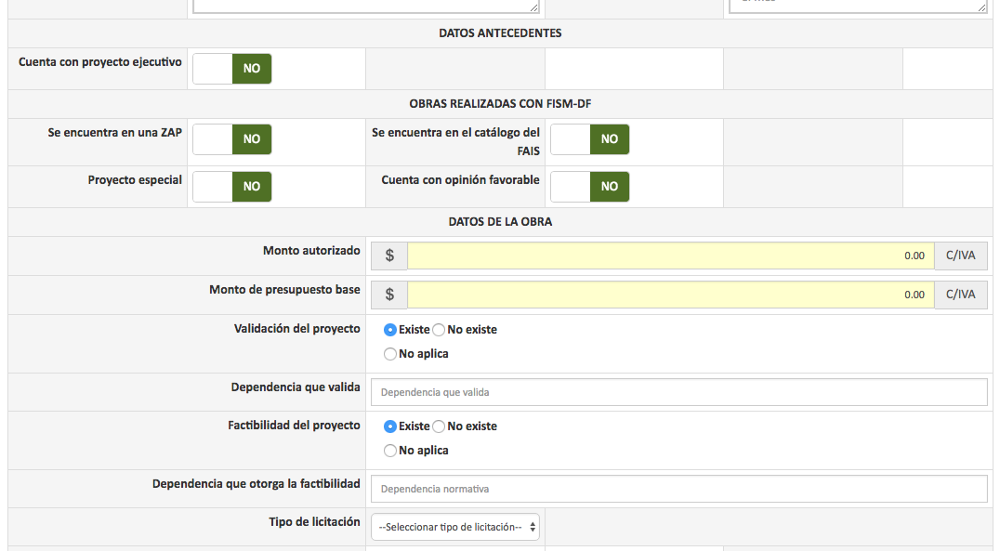 DATOS ANTECEDENTES
Cuenta con proyecto ejecutivo NO
OBRAS REALIZADAS CON FISM-DF
Se encuentra en una ZAP NO Se encuentra en el catálogo del
FAIS NO
Proyecto especial NO Cuenta con opinión favorable NO
DATOS DE LA OBRA
Monto autorizado $ 0.00 C/IVA
Monto de presupuesto base $ 0.00 C/IVA
Validación del proyecto Existe No existe
No aplica
Dependencia que valida Dependencia que valida
Factibilidad del proyecto Existe No existe
No aplica
Dependencia que otorga la factibilidad Dependencia normativa
Tipo de licitación --Seleccionar tipo de licitación--